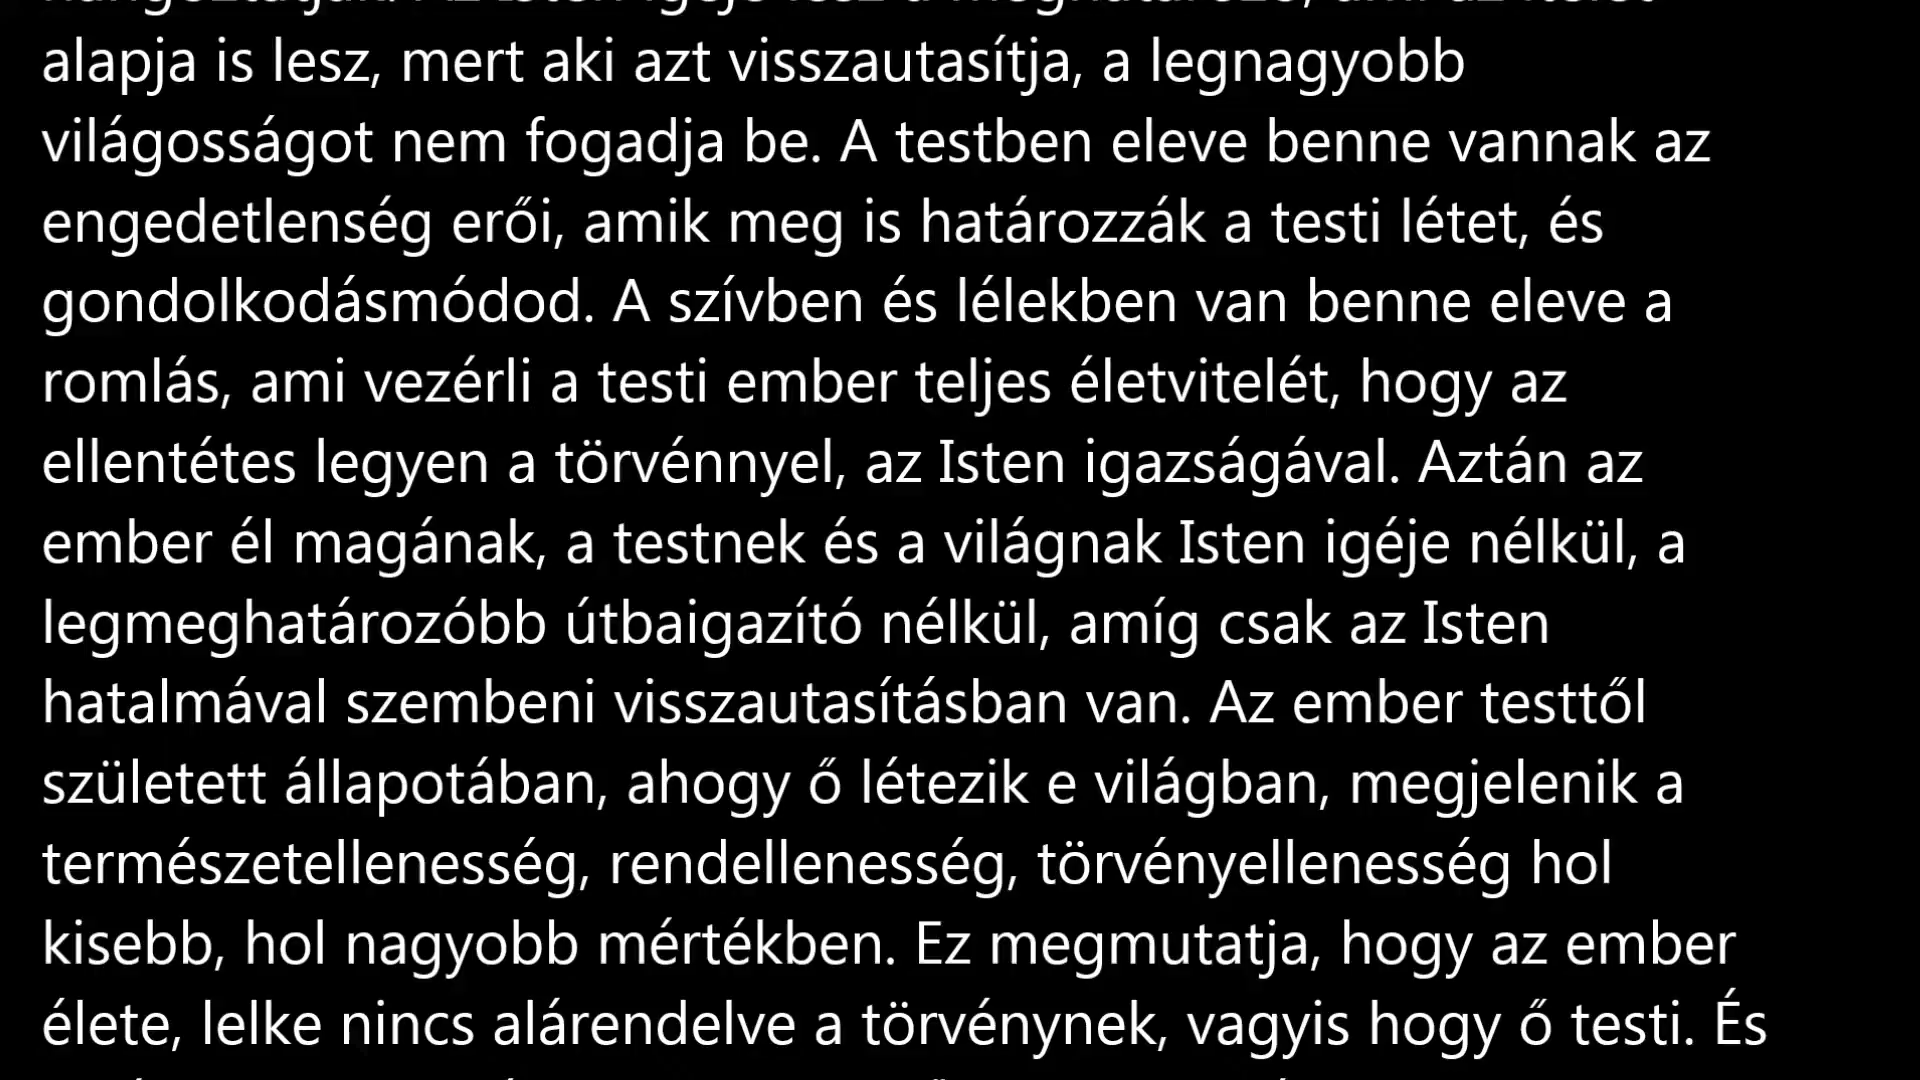 alapja is lesz, mert aki azt visszautasítja, a legnagyobb
világosságot nem fogadja be. A testben eleve benne vannak az
engedetlenség erői, amik meg is határozzák a testi létet, és
gondolkodásmódod. A szívben és lélekben van benne eleve a
romlás, ami vezérli a testi ember teljes életvitelét, hogy az
ellentétes legyen a törvénnyel, az Isten igazságával. Aztán az
ember él magának, a testnek és a világnak Isten igéje nélkül, a
legmeghatározóbb útbaigazító nélkül, amíg csak az Isten
hatalmával szembeni visszautasításban van. Az ember testtől
született állapotában, ahogy ő létezik e világban, megjelenik a
természetellenesség, rendellenesség, törvényellenesség hol
kisebb, hol nagyobb mértékben. Ez megmutatja, hogy az ember
élete, lelke nincs alárendelve a törvénynek, vagyis hogy ő testi. És